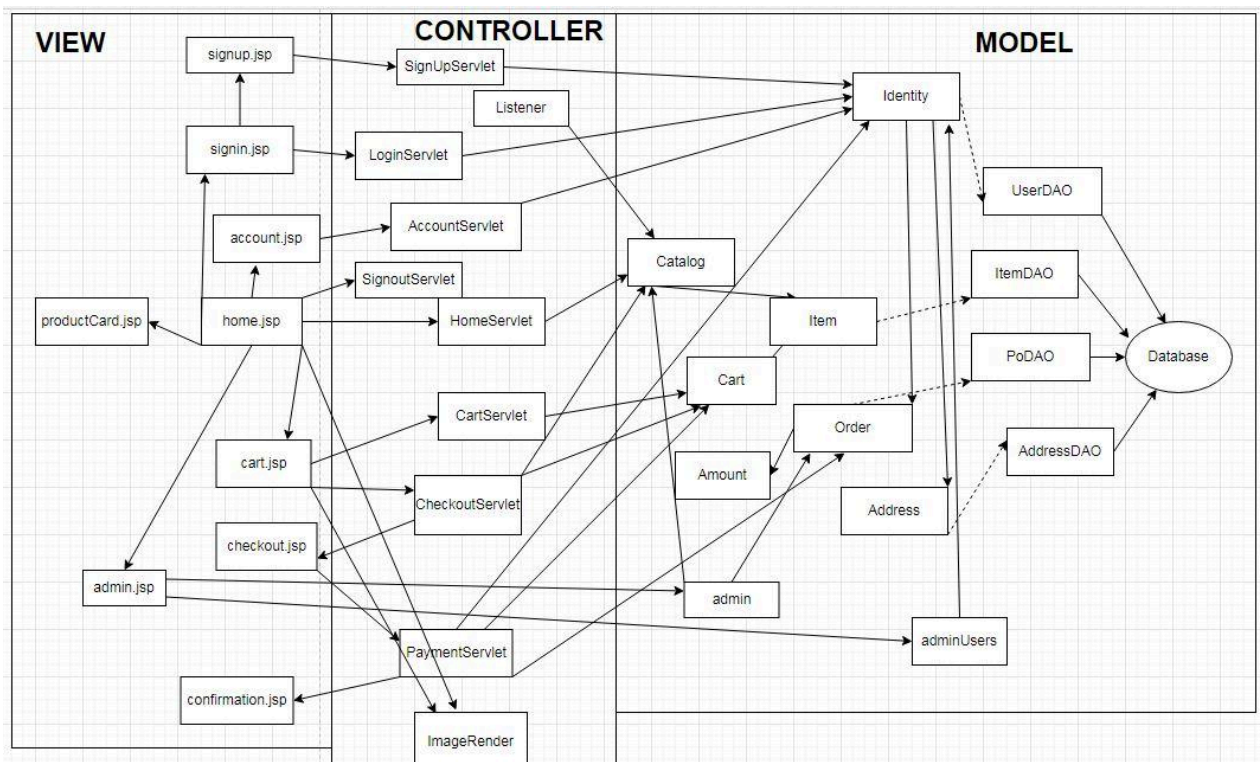 VIEW
signup.jsp
signin.jsp
account.jsp
productCard.jsp
home.jsp
cart.jsp
checkout.jsp
admin.jsp
confirmation.jsp
CONTROLLER
SignUpServlet
Listener
LoginServlet
AccountServlet
SignoutServlet
HomeServlet
CartServlet
CheckoutServlet
PaymentServlet
ImageRender
MODEL
Identity
UserDAO
Catalog
ItemDAO
Item
PoDAO
Database
Cart
Order
AddressDAO
Amount
Address
admin
adminUsers